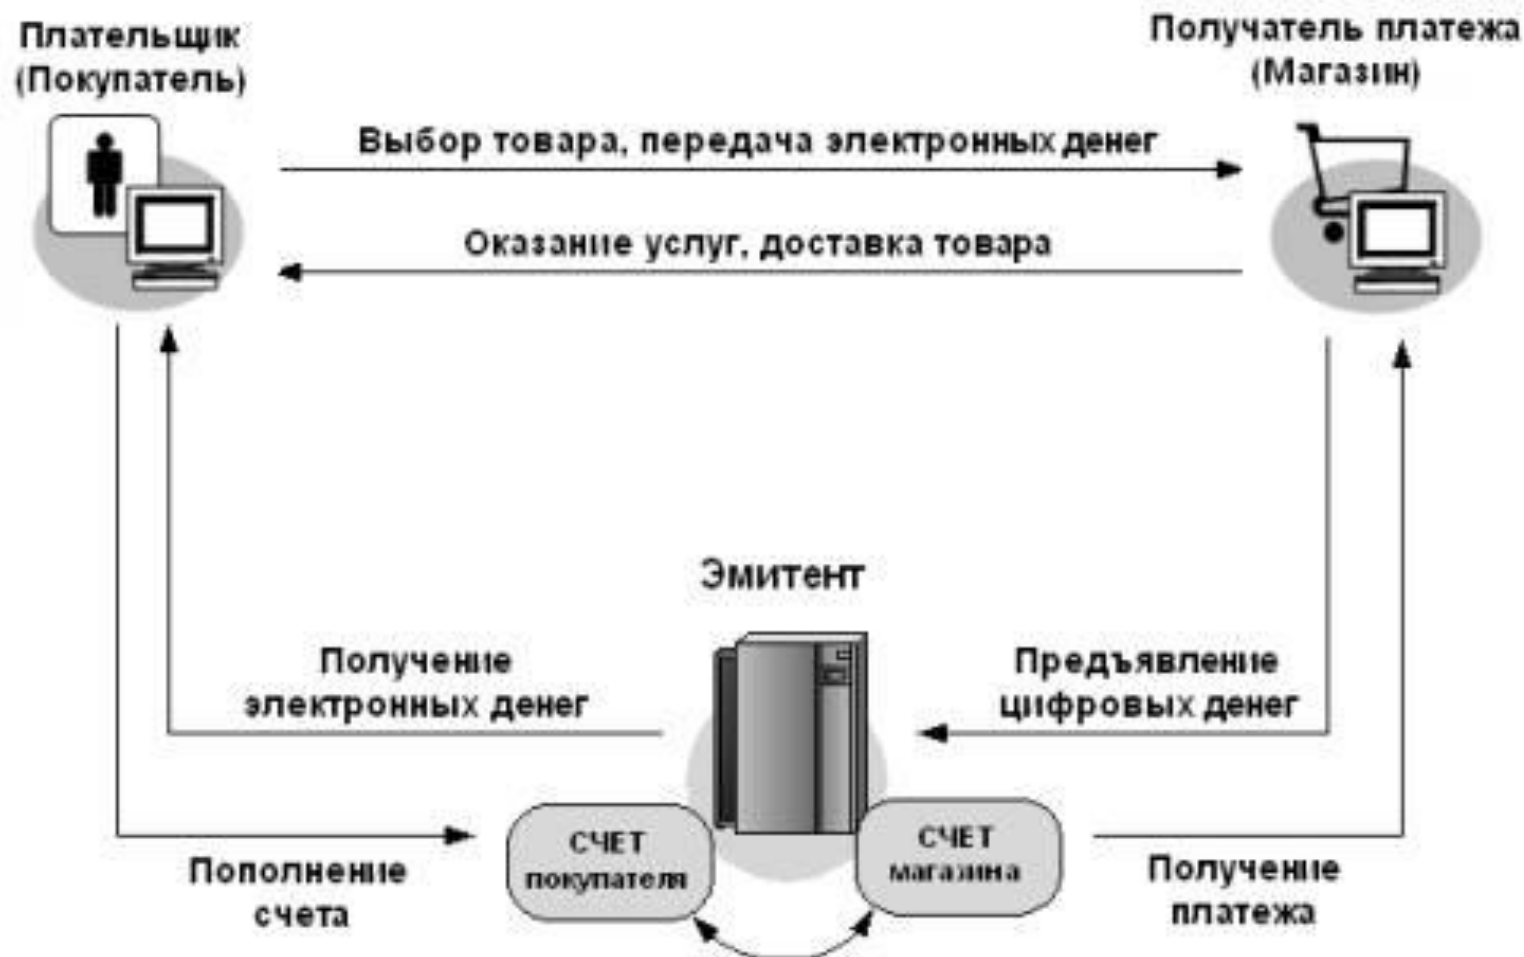 Плательщик
(Покупатель)
Получатель платежа
(Магазин)
Выбор товара, передача электронных денег
Оказание услуг, доставка товара
Эмитент
Получение
электронных денег
Предъявление
цифровых денег
СЧЕТ
покупателя
СЧЕТ
магазина
Пополнение
счета
Получение
платежа